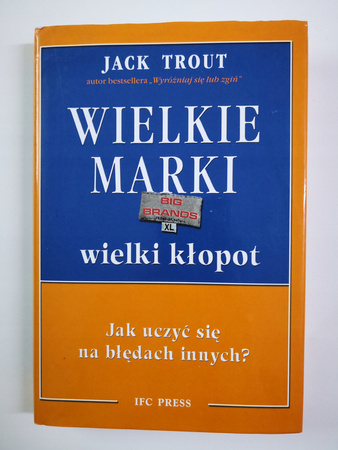 JACK TROUT
autor bestsellera „Wyróżniaj się lub zgiń"
WIELKIE
MARKI
BIG
BRANDS
XL
wielki kłopot
Jak uczyć się
na błędach innych?
IFC PRESS